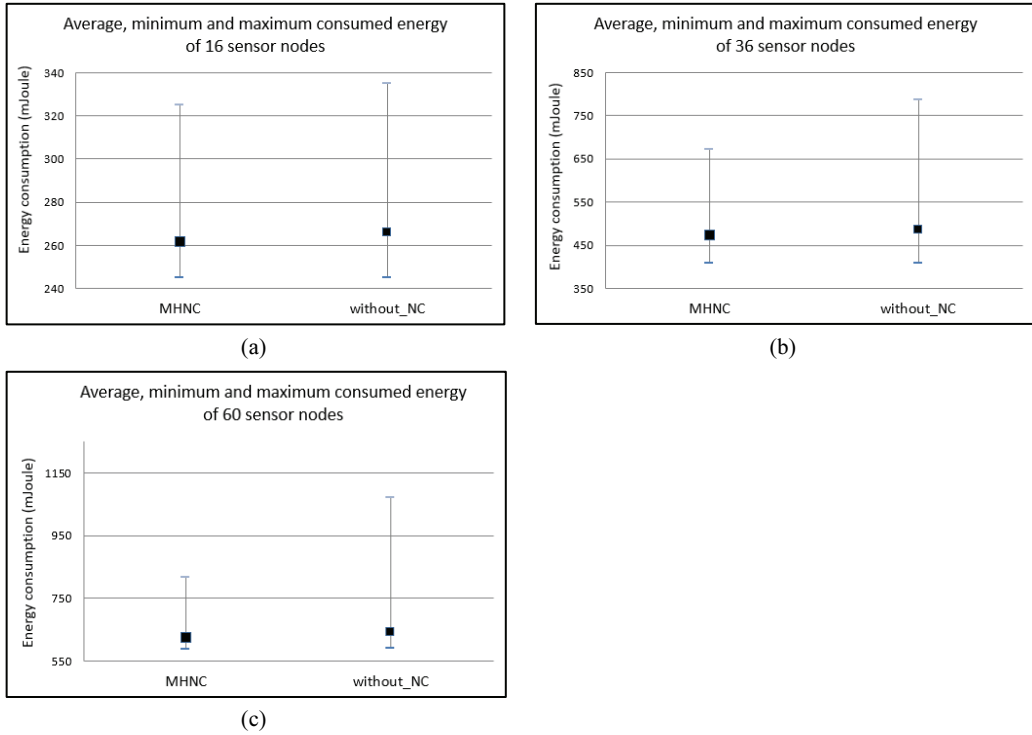 Average, minimum and maximum consumed energy
of 16 sensor nodes
Energy consumption (mJoule)
340
320
300
280
260
240
MHNC
without_NC
(a)
Average, minimum and maximum consumed energy
of 36 sensor nodes
Energy consumption (mJoule)
850
750
650
550
450
350
MHNC
without_NC
(b)
Average, minimum and maximum consumed energy
of 60 sensor nodes
Energy consumption (mJoule)
1150
950
750
550
MHNC
without_NC
(c)